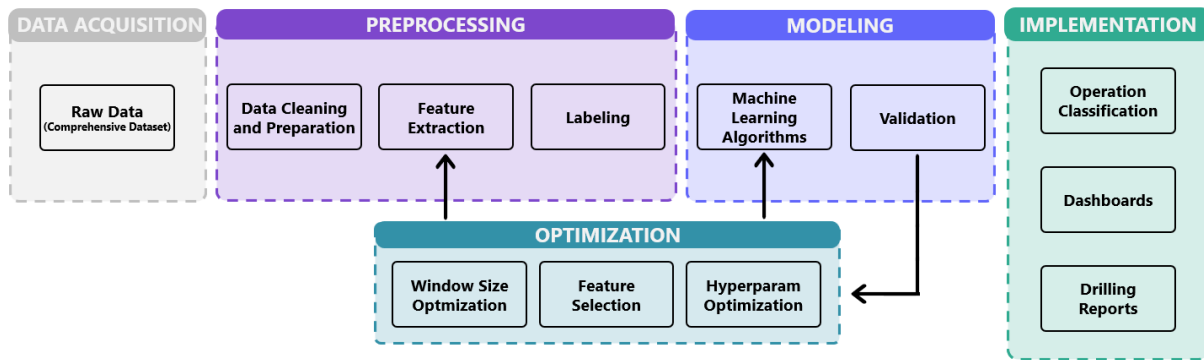 DATA ACQUISITION
Raw Data
(Comprehensive Dataset)
PREPROCESSING
Data Cleaning
and Preparation
Feature
Extraction
Labeling
MODELING
Machine
Learning
Algorithms
Validation
OPTIMIZATION
Window Size
Optmization
Feature
Selection
Hyperparam
Optimization
IMPLEMENTATION
Operation
Classification
Dashboards
Drilling
Reports